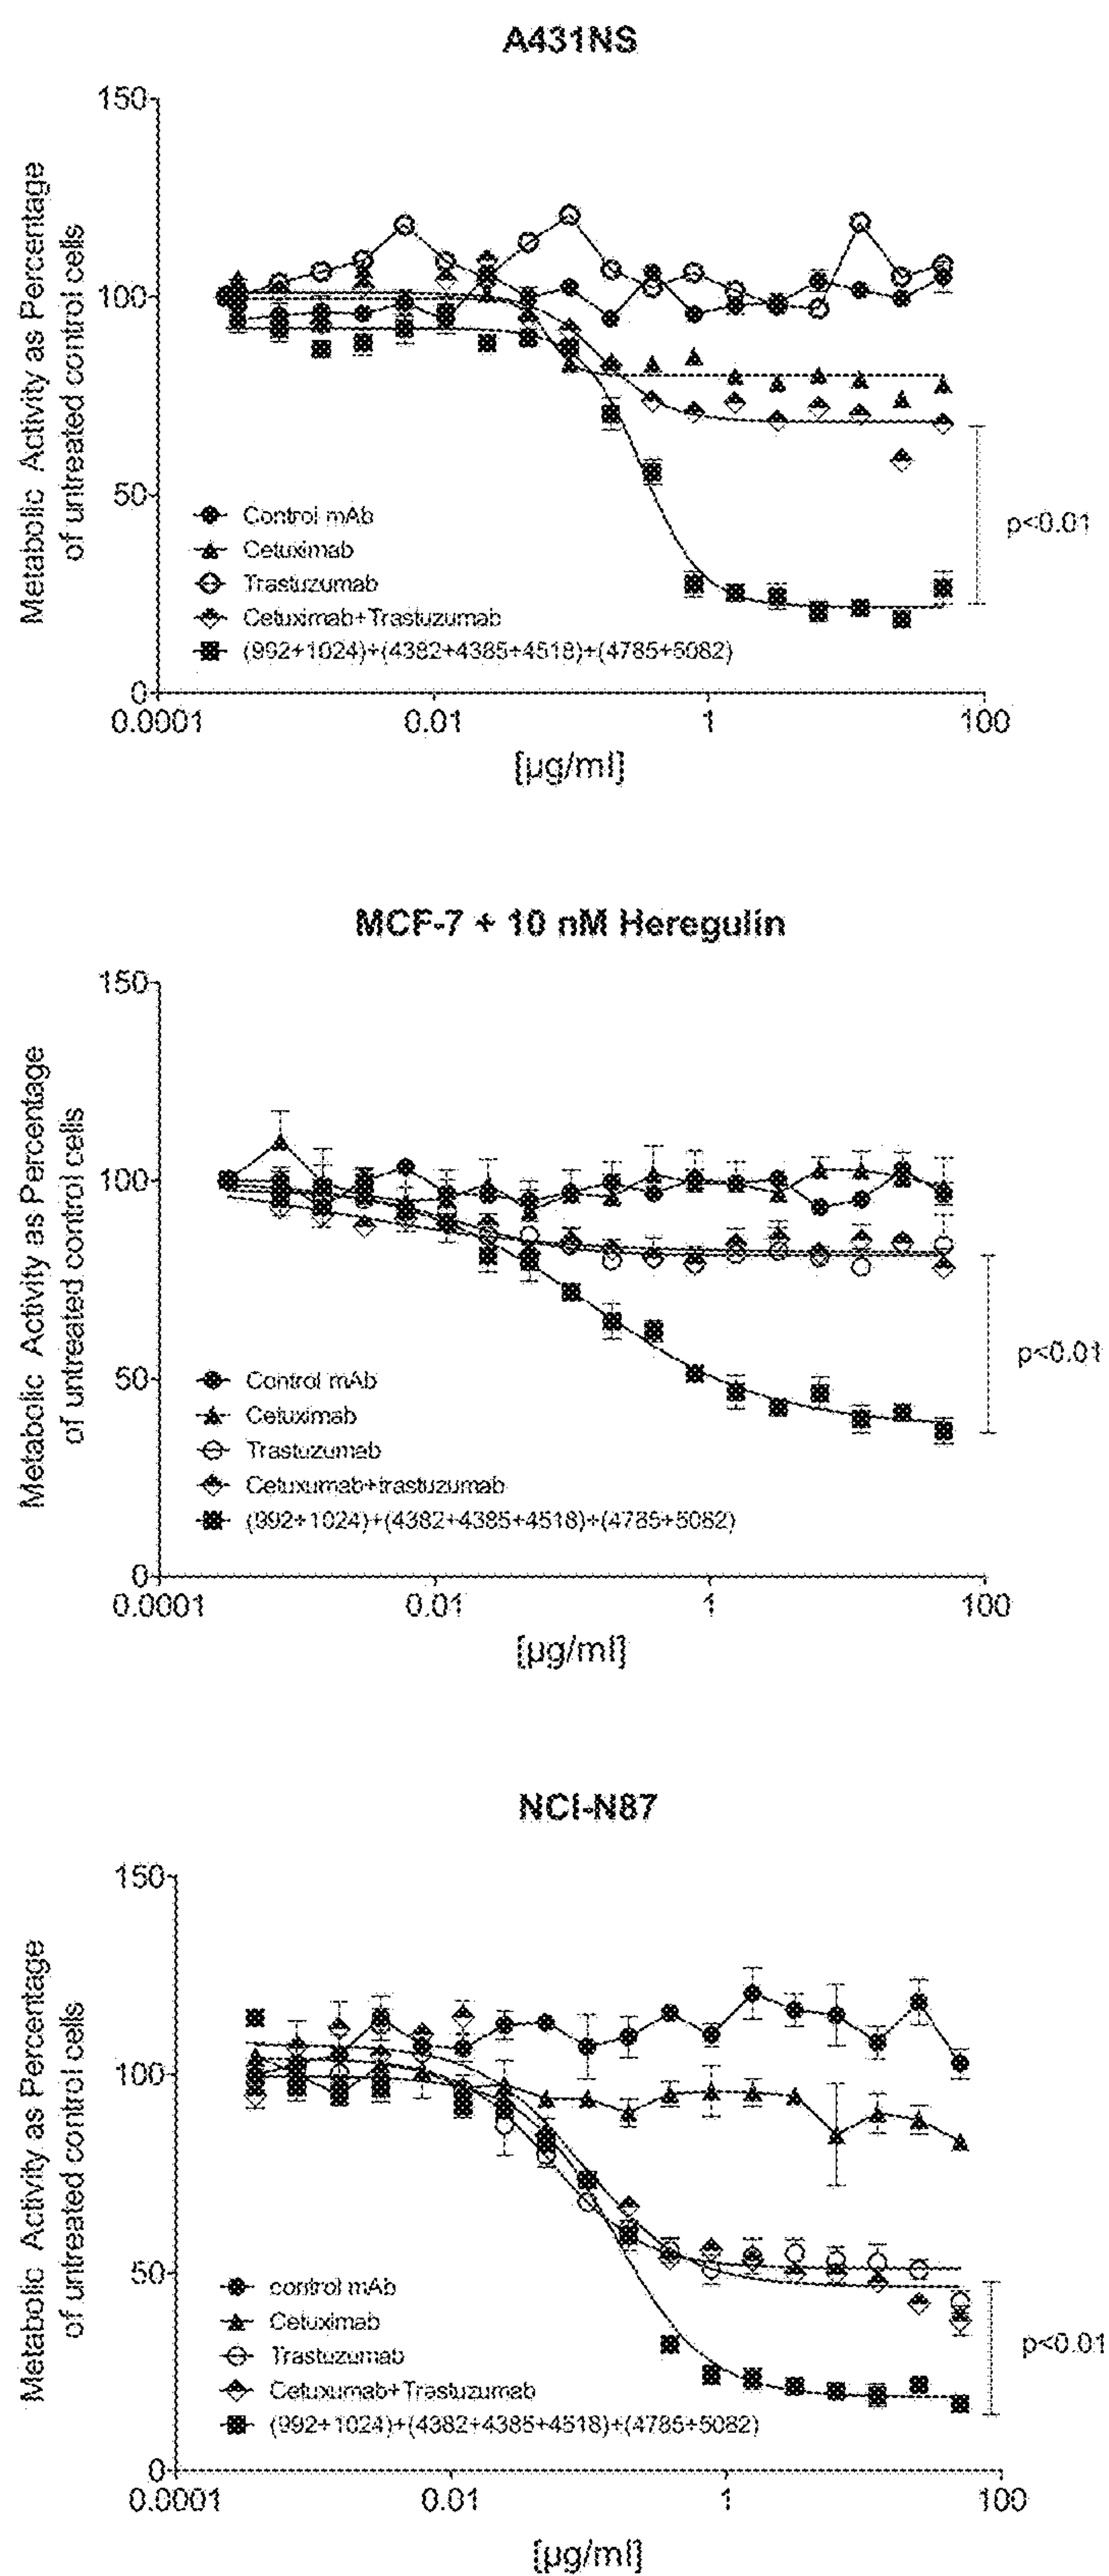 A431NS
150
100
50
0
Metabolic Activity as Percentage
of untreated control cells
Control mAb
Cetuximab
Trastuzumab
Cetuximab+Trastuzumab
(992+1024)+(4382+4385+4518)+(4785+5082)
p<0.01
0.0001 0.01 1 100
[µg/ml]
MCF-7 + 10 nM Heregulin
150
100
50
0
Metabolic Activity as Percentage
of untreated control cells
Control mAb
Cetuximab
Trastuzumab
Cetuxumab+trastuzumab
(992+1024)+(4382+4385+4518)+(4785+5082)
p<0.01
0.0001 0.01 1 100
[µg/ml]
NCI-N87
150
100
50
0
Metabolic Activity as Percentage
of untreated control cells
control mAb
Cetuximab
Trastuzumab
Cetuxumab+Trastuzumab
(992+1024)+(4382+4385+4518)+(4785+5082)
p<0.01
0.0001 0.01 1 100
[µg/ml]